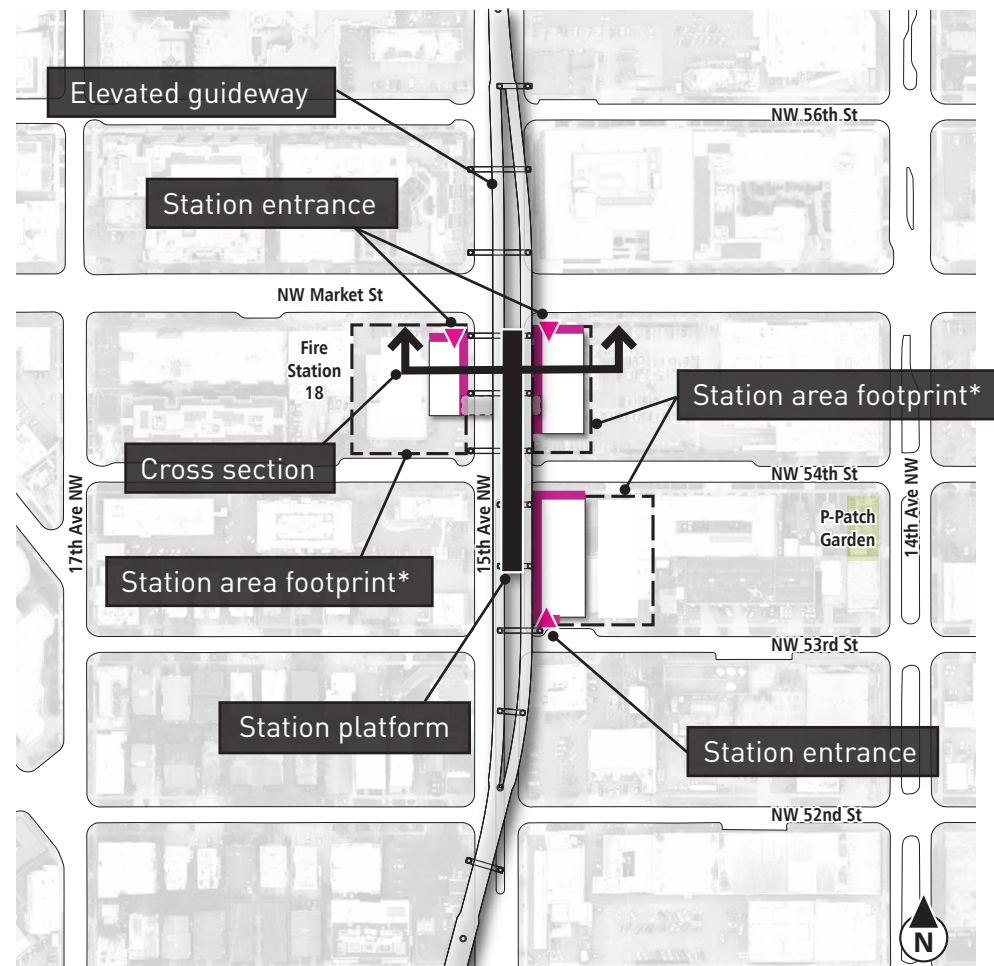 Elevated guideway
NW 56th St
Station entrance
NW Market St
Fire
Station
18
Station area footprint*
Cross section
NW 54th St
17th Ave NW
15th Ave NW
P-Patch
Garden
14th Ave NW
Station area footprint*
NW 53rd St
Station platform
Station entrance
NW 52nd St
N